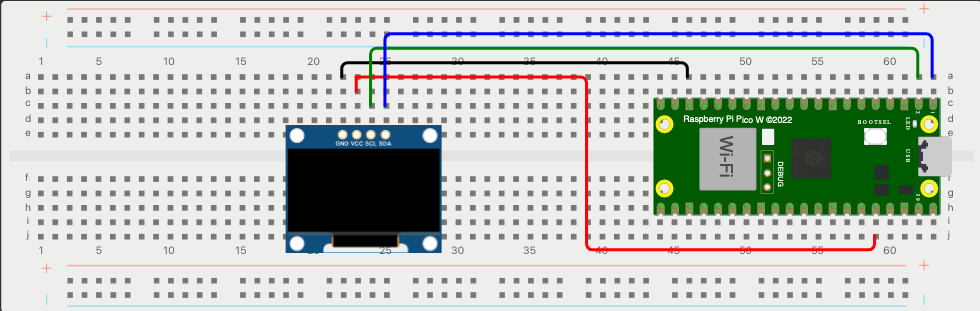 + +
1 10 15 20 25 30 35 40 45 50 55 60
a a
b b
c c
d d
e e
Raspberry Pi Pico W ©2022
BOOTSEL
LED
USB
GND VCC SCL SDA
Wi-Fi
DEBUG
f f
g g
h h
i i
j j
1 5 10 15 20 25 30 35 40 45 50 55 60
+ +